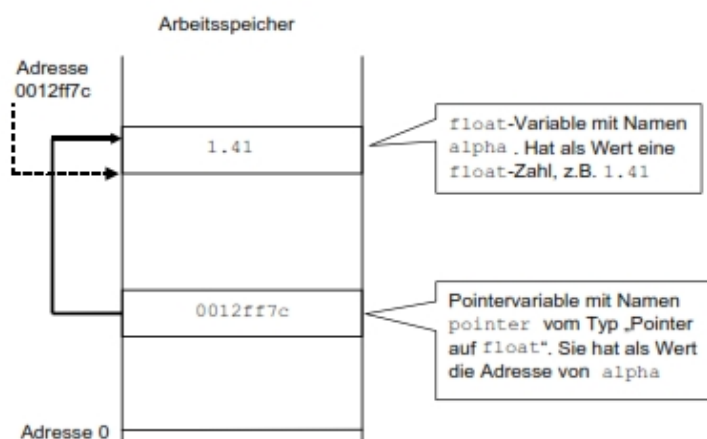 Arbeitsspeicher
Adresse
0012ff7c
1.41
float-Variable mit Namen
alpha . Hat als Wert eine
float-Zahl, z.B. 1.41
0012ff7c
Pointervariable mit Namen
pointer vom Typ „Pointer
auf float“. Sie hat als Wert
die Adresse von alpha
Adresse 0